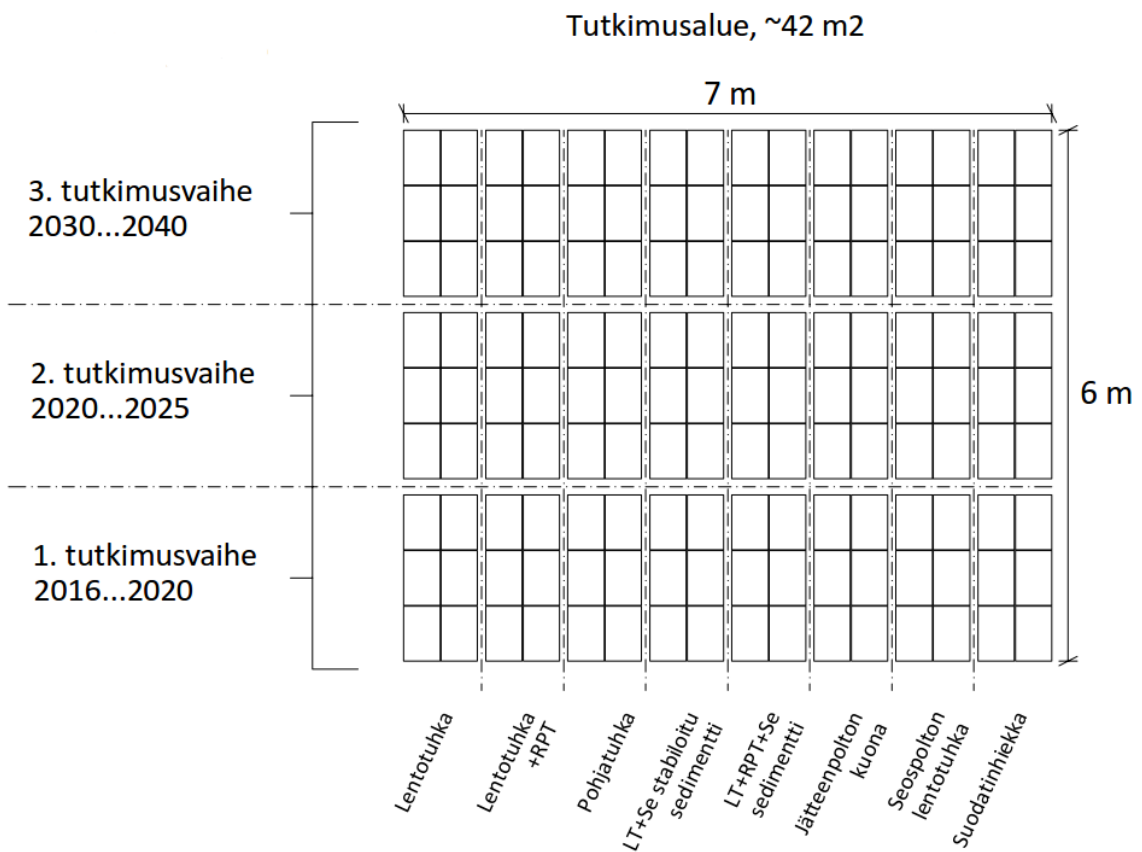 Tutkimusalue, ~42 m2
7 m
3. tutkimusvaihe
2030...2040
2. tutkimusvaihe
2020...2025
6 m
1. tutkimusvaihe
2016...2020
Lentotuhka
Lentotuhka
+RPT
Pohjatuhka
LT+Se stabiloitu
sedimentti
LT+RPT+Se
sedimentti
Jätteenpolton
kuona
Seospolton
lentotuhka
Suodatinhiekka